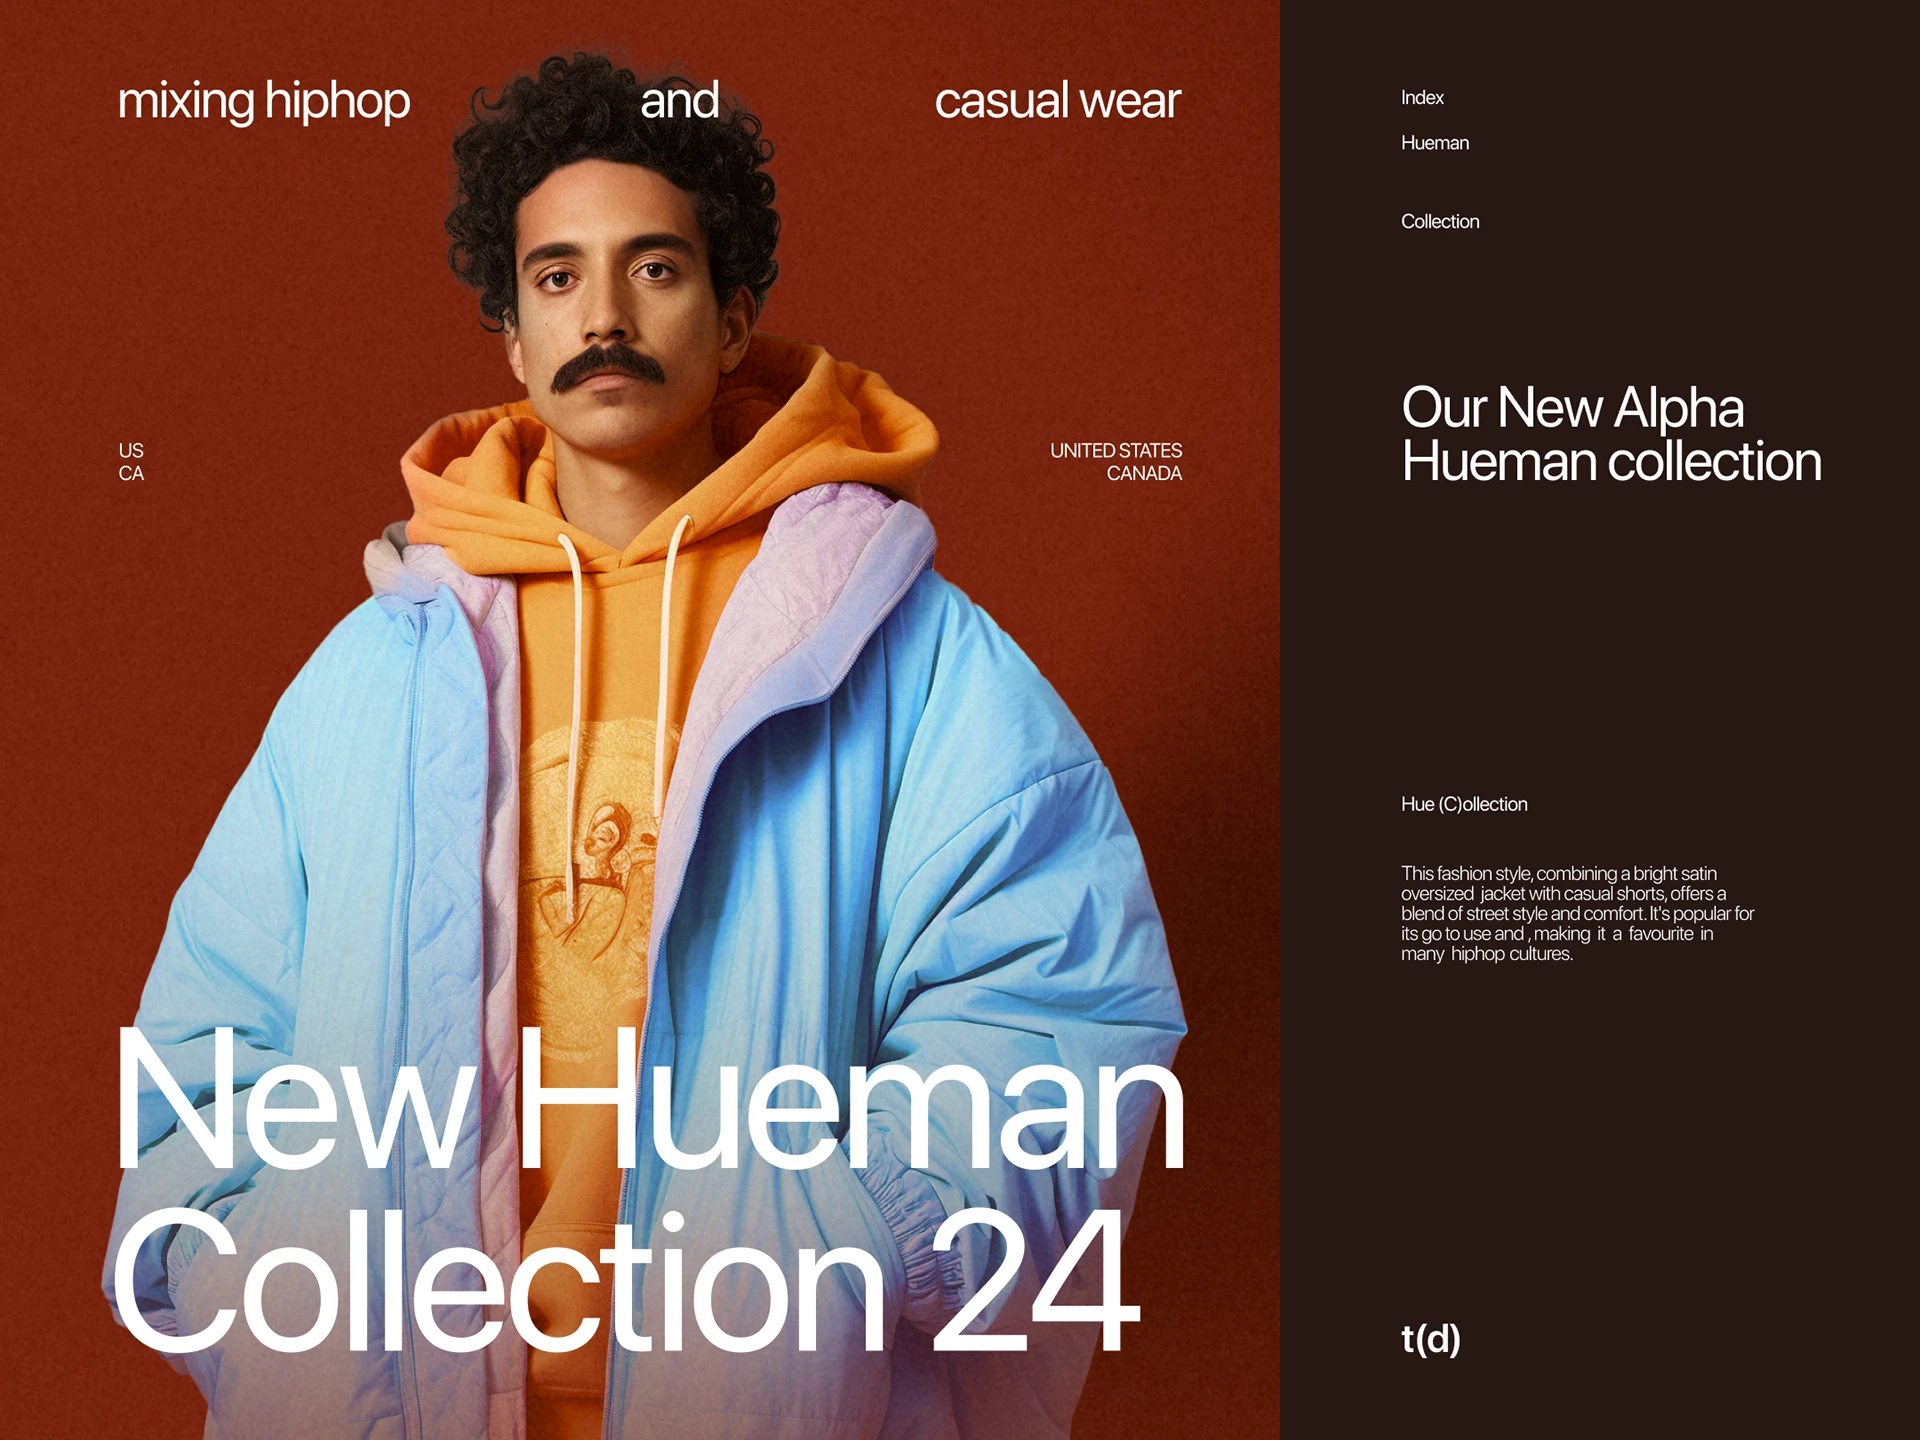 mixing hiphop and casual wear
US
CA
UNITED STATES
CANADA
New Hueman
Collection 24
Index
Hueman
Collection
Our New Alpha
Hueman collection
Hue (C)ollection
This fashion style, combining a bright satin
oversized jacket with casual shorts, offers a
blend of street style and comfort. It's popular for
its go to use and , making it a favourite in
many hiphop cultures.
t(d)